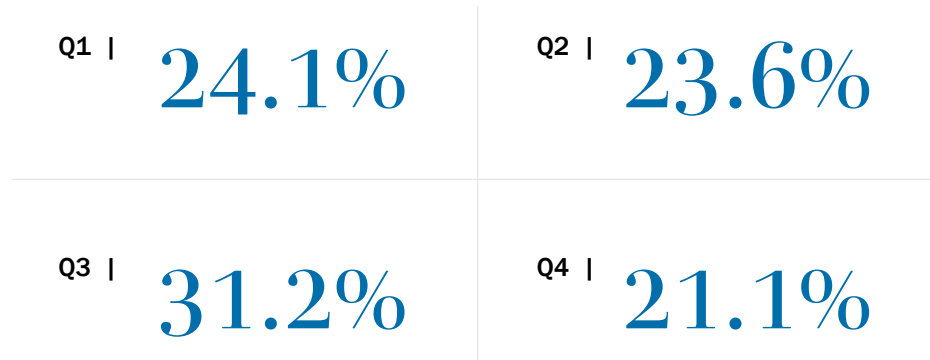 Q1 | 24.1%
Q2 | 23.6%
Q3 | 31.2%
Q4 | 21.1%